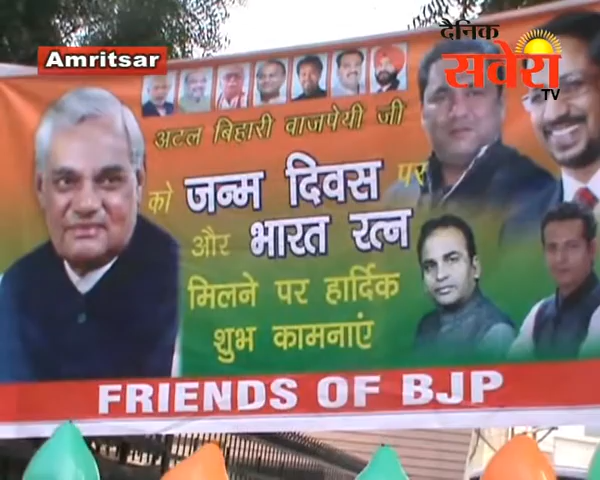 Amritsar
दैनिक
सवेरा
TV
अटल बिहारी वाजपेयी जी
को जन्म दिवस पर
और भारत रत्न
मिलने पर हार्दिक
शुभ कामनाएं
FRIENDS OF BJP